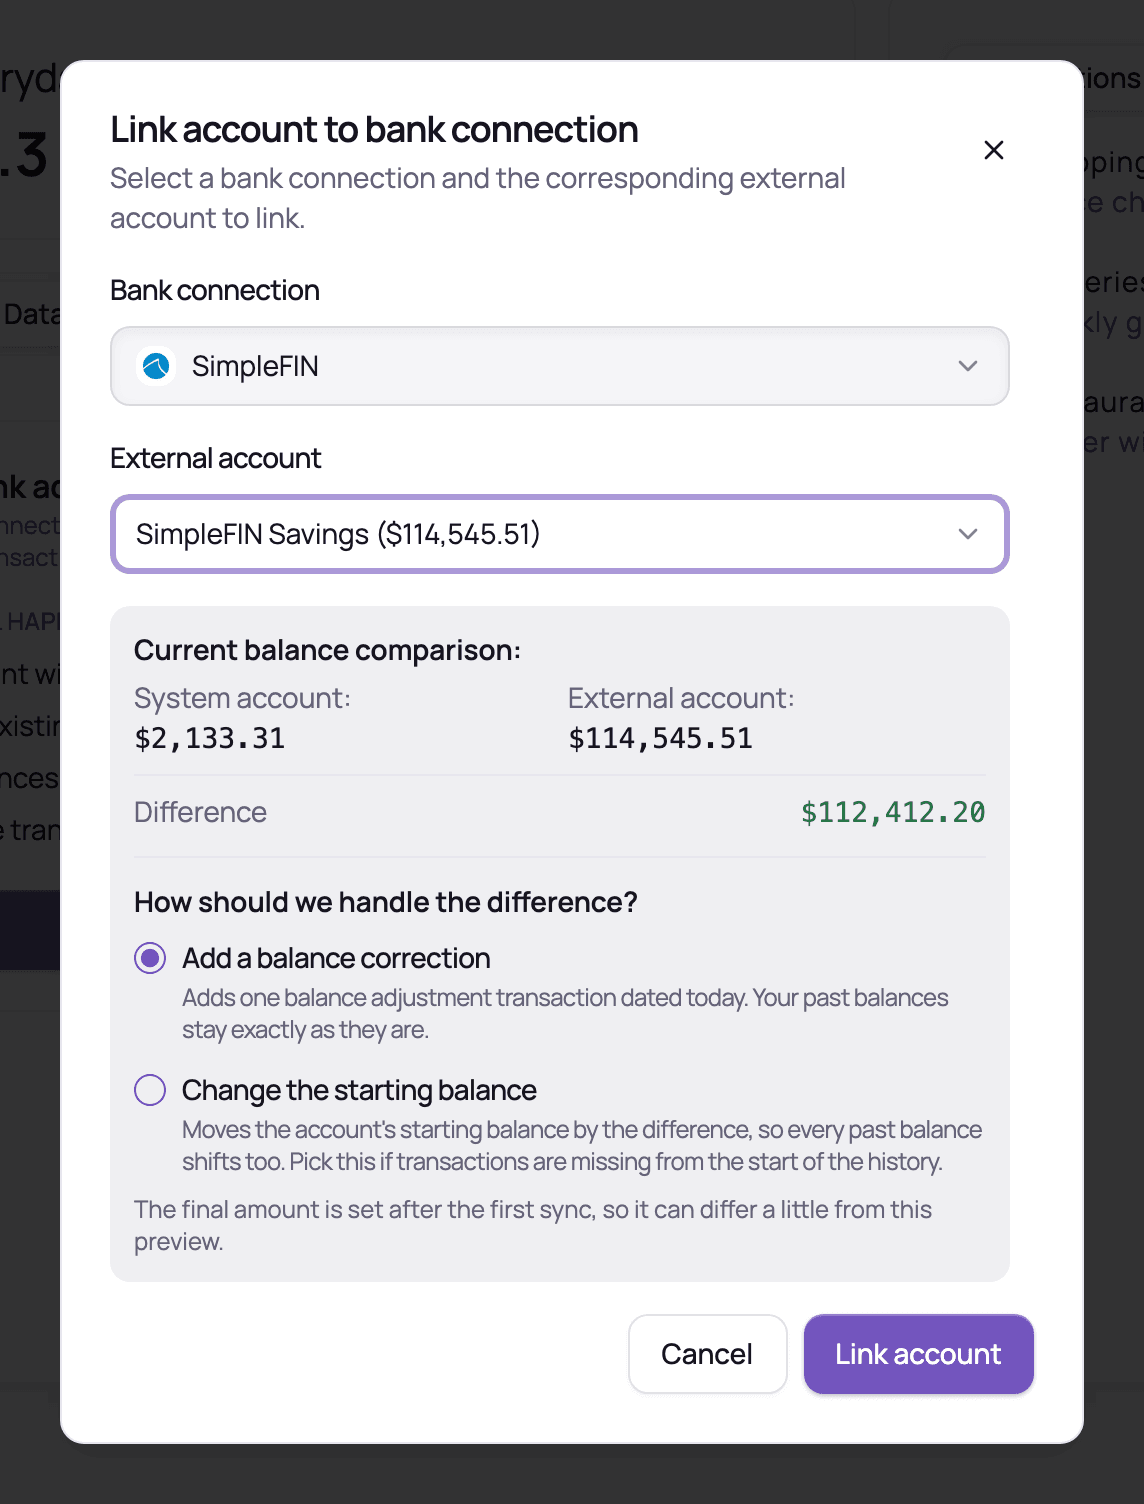 Link account to bank connection
Select a bank connection and the corresponding external
account to link.
Bank connection
SimpleFIN
External account
SimpleFIN Savings ($114,545.51)
Current balance comparison:
System account:
External account:
$2,133.31
$114,545.51
Difference
$112,412.20
How should we handle the difference?
Add a balance correction
Adds one balance adjustment transaction dated today. Your past balances
stay exactly as they are.
Change the starting balance
Moves the account's starting balance by the difference, so every past balance
shifts too. Pick this if transactions are missing from the start of the history.
The final amount is set after the first sync, so it can differ a little from this
preview.
Cancel
Link account
.3
Data